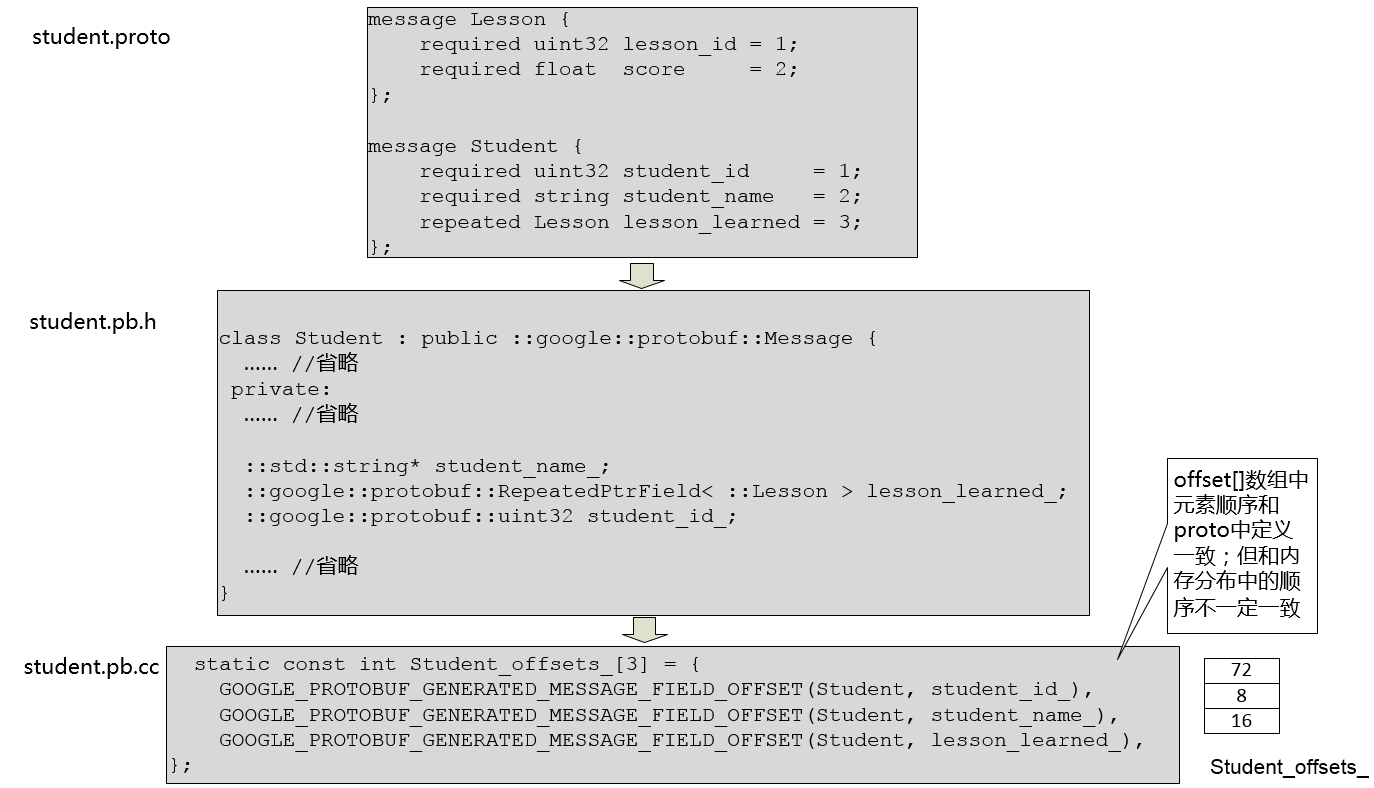 student.proto
message Lesson {
    required uint32 lesson_id = 1;
    required float  score     = 2;
};
message Student {
    required uint32 student_id     = 1;
    required string student_name   = 2;
    repeated Lesson lesson_learned = 3;
};
student.pb.h
class Student : public ::google::protobuf::Message {
  …… //省略
 private:
  …… //省略
  ::std::string* student_name_;
  ::google::protobuf::RepeatedPtrField< ::Lesson > lesson_learned_;
  ::google::protobuf::uint32 student_id_;
  …… //省略
}
offset[]数组中
元素顺序和
proto中定义
一致；但和内
存分布中的顺
序不一定一致
student.pb.cc
  static const int Student_offsets_[3] = {
    GOOGLE_PROTOBUF_GENERATED_MESSAGE_FIELD_OFFSET(Student, student_id_),
    GOOGLE_PROTOBUF_GENERATED_MESSAGE_FIELD_OFFSET(Student, student_name_),
    GOOGLE_PROTOBUF_GENERATED_MESSAGE_FIELD_OFFSET(Student, lesson_learned_),
};
72
8
16
Student_offsets_